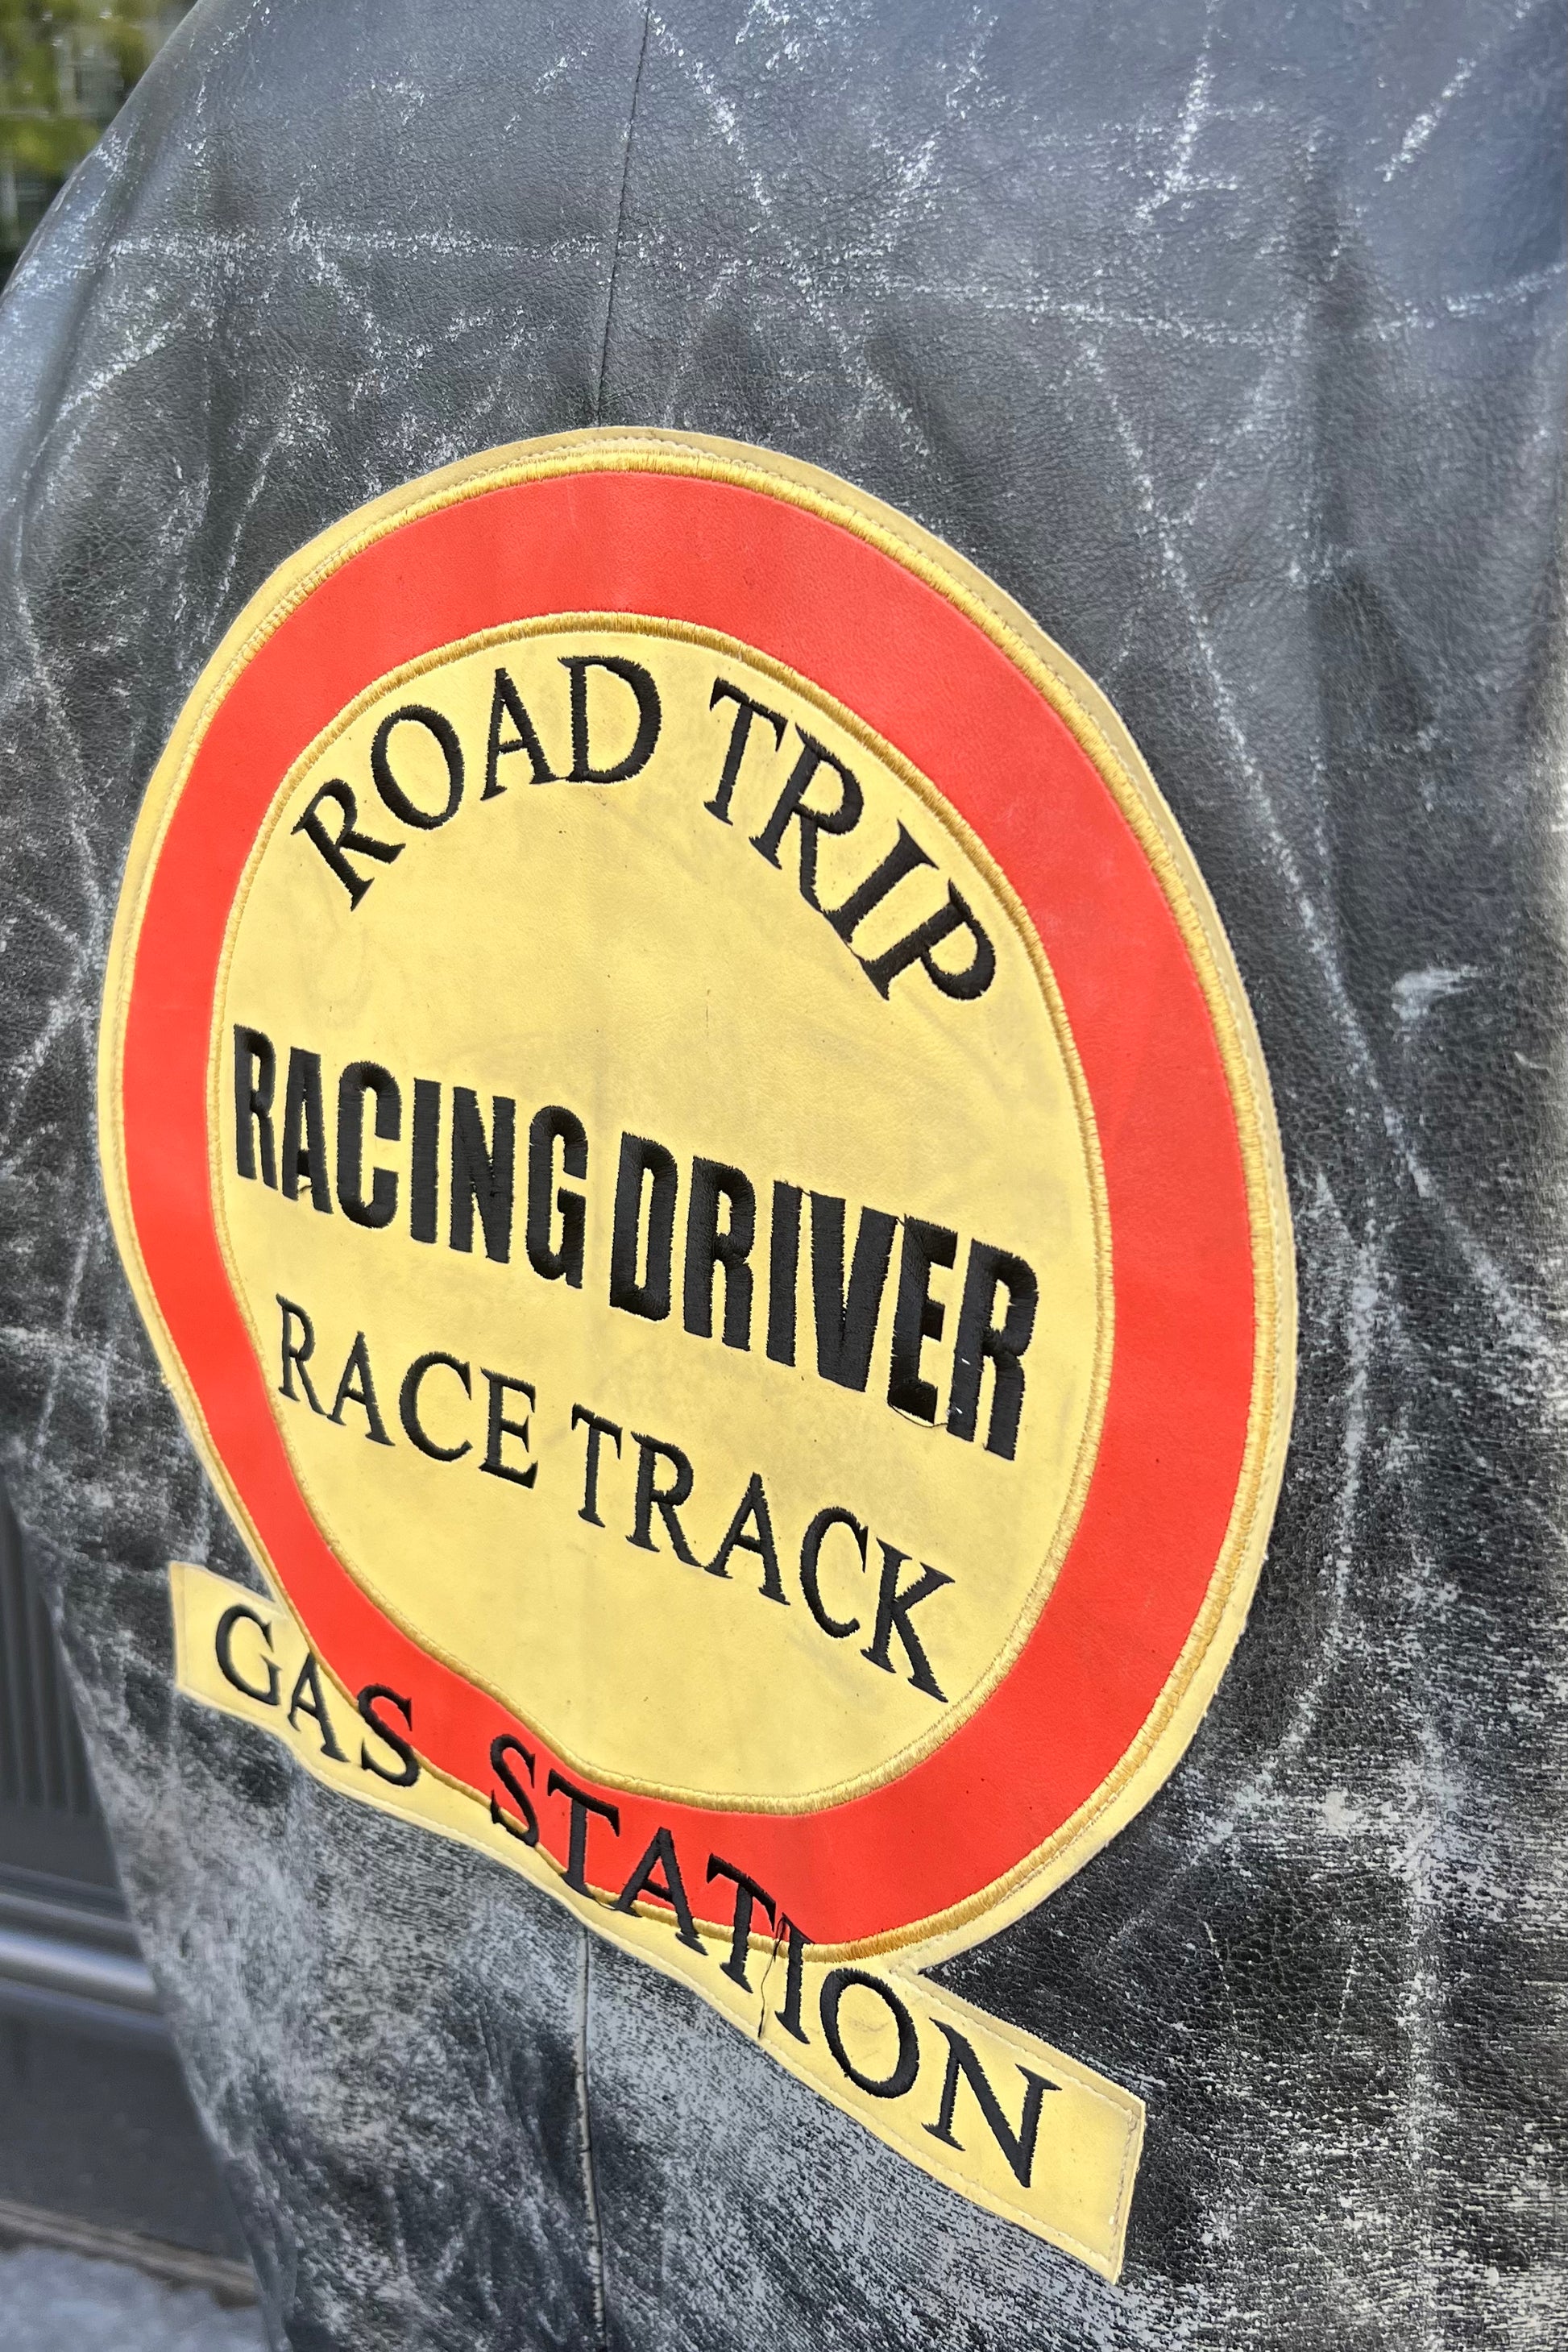 ROAD TRIP
RACING DRIVER
RACE TRACK
GAS STATION